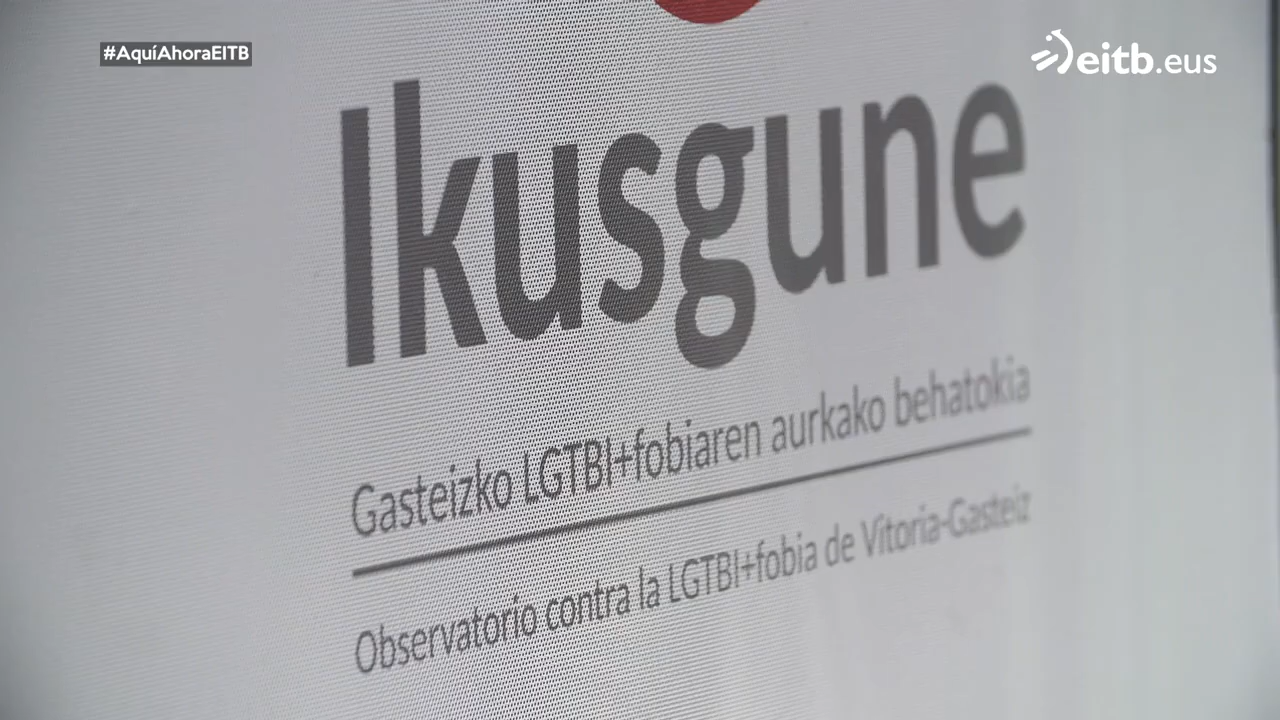 #AquíAhoraEITB
eitb.eus
Ikusgune
Gasteizko LGTBI+fobiaren aurkako behatokia
Observatorio contra la LGTBI+fobia de Vitoria-Gasteiz